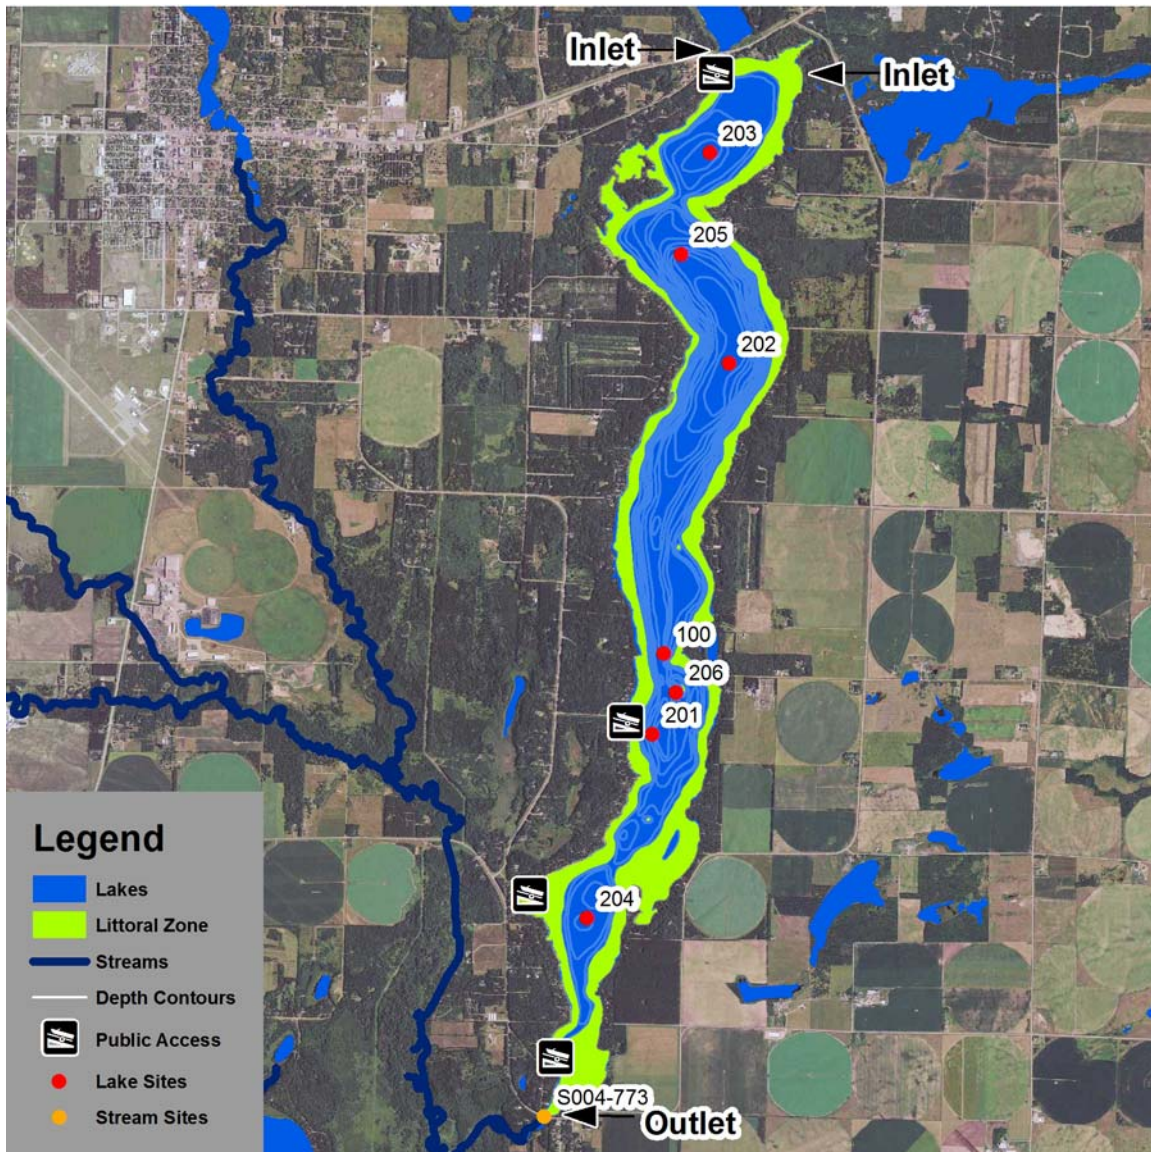 Inlet
Inlet
203
205
202
100
206
201
204
S004-773
Outlet
Legend
Lakes
Littoral Zone
Streams
Depth Contours
Public Access
Lake Sites
Stream Sites